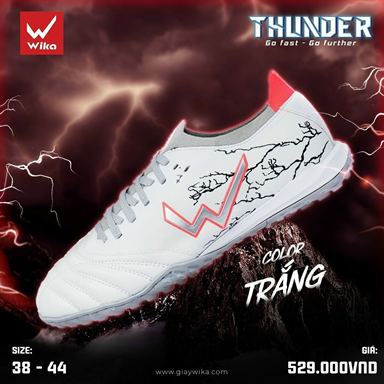 Wika
THUNDER
Go fast - Go further
COLOR
TRẮNG
SIZE:
38 - 44
www.giaywika.com
GIÁ:
529.000VND